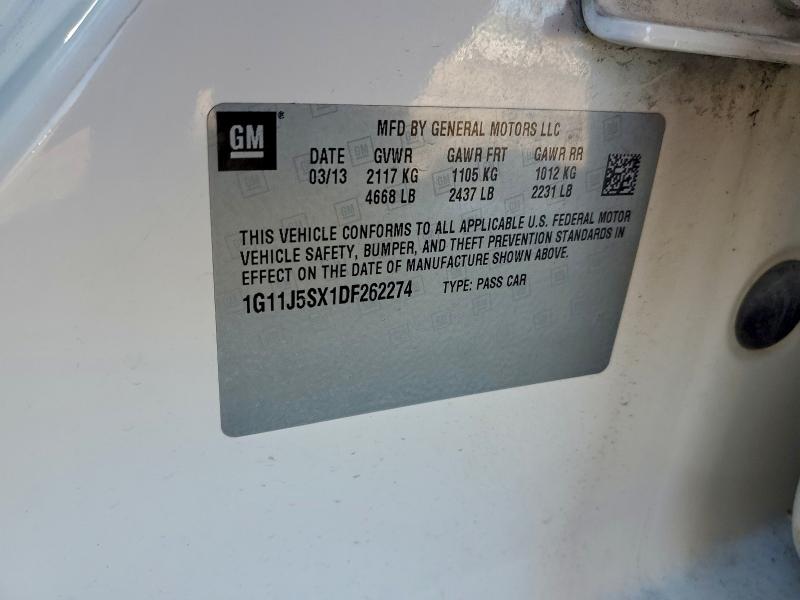 GM ®
MFD BY GENERAL MOTORS LLC
DATE GVWR GAWR FRT GAWR RR
03/13 2117 KG 1105 KG 1012 KG
4668 LB 2437 LB 2231 LB
THIS VEHICLE CONFORMS TO ALL APPLICABLE U.S. FEDERAL MOTOR
VEHICLE SAFETY, BUMPER, AND THEFT PREVENTION STANDARDS IN
EFFECT ON THE DATE OF MANUFACTURE SHOWN ABOVE.
1G11J5SX1DF262274 TYPE: PASS CAR